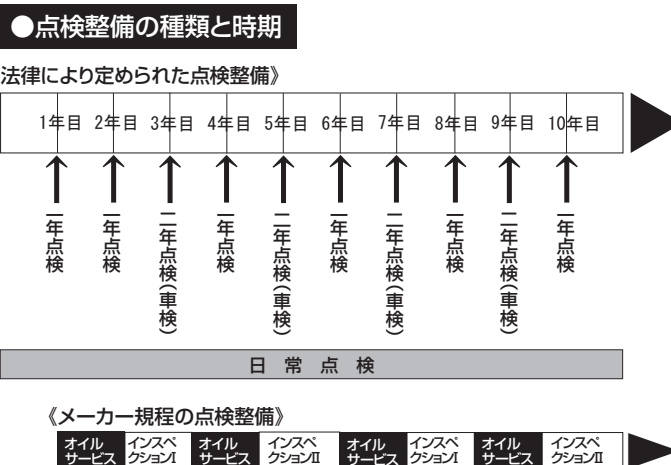 ●点検整備の種類と時期
法律により定められた点検整備》
1年目 2年目 3年目 4年目 5年目 6年目 7年目 8年目 9年目 10年目
一年点検
一年点検
二年点検(車検)
一年点検
二年点検(車検)
一年点検
二年点検(車検)
一年点検
二年点検(車検)
一年点検
日常点検
《メーカー規程の点検整備》
オイル サービス
インスペ クションI
オイル サービス
インスペ クションII
オイル サービス
インスペ クションI
オイル サービス
インスペ クションII